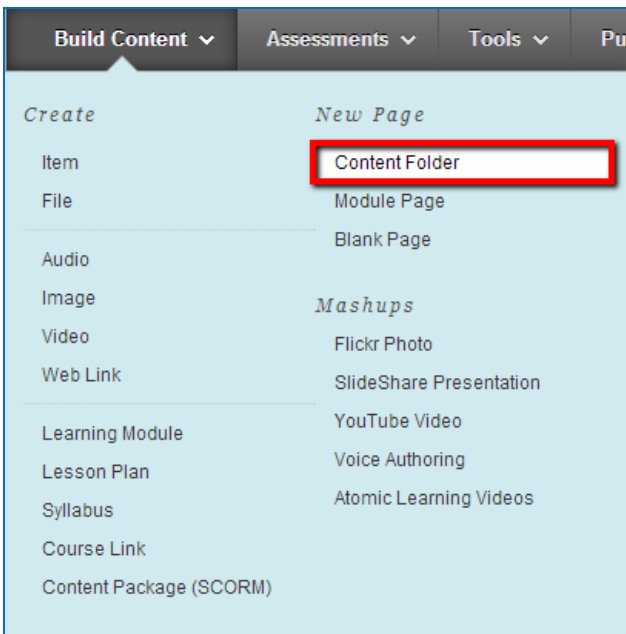 Build Content Assessments Tools Pu
Create
Item
File
Audio
Image
Video
Web Link
Learning Module
Lesson Plan
Syllabus
Course Link
Content Package (SCORM)
New Page
Content Folder
Module Page
Blank Page
Mashups
Flickr Photo
SlideShare Presentation
YouTube Video
Voice Authoring
Atomic Learning Videos